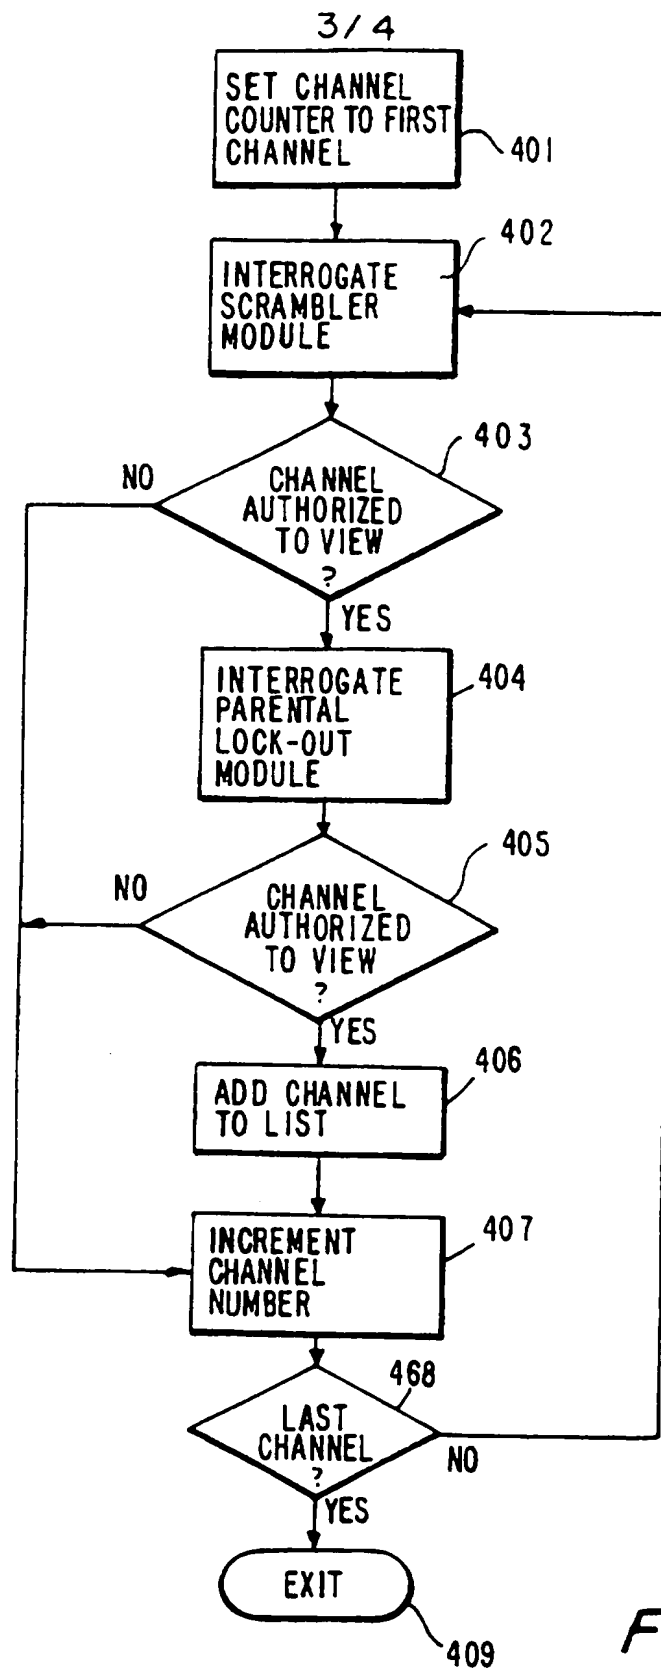 3/4
SET CHANNEL
COUNTER TO FIRST
CHANNEL
401
402
INTERROGATE
SCRAMBLER
MODULE
403
NO
CHANNEL
AUTHORIZED
TO VIEW
?
YES
INTERROGATE
PARENTAL
LOCK-OUT
MODULE
404
405
NO
CHANNEL
AUTHORIZED
TO VIEW
?
YES
406
ADD CHANNEL
TO LIST
INCREMENT
CHANNEL
NUMBER
407
468
LAST
CHANNEL
?
NO
YES
EXIT
409
F